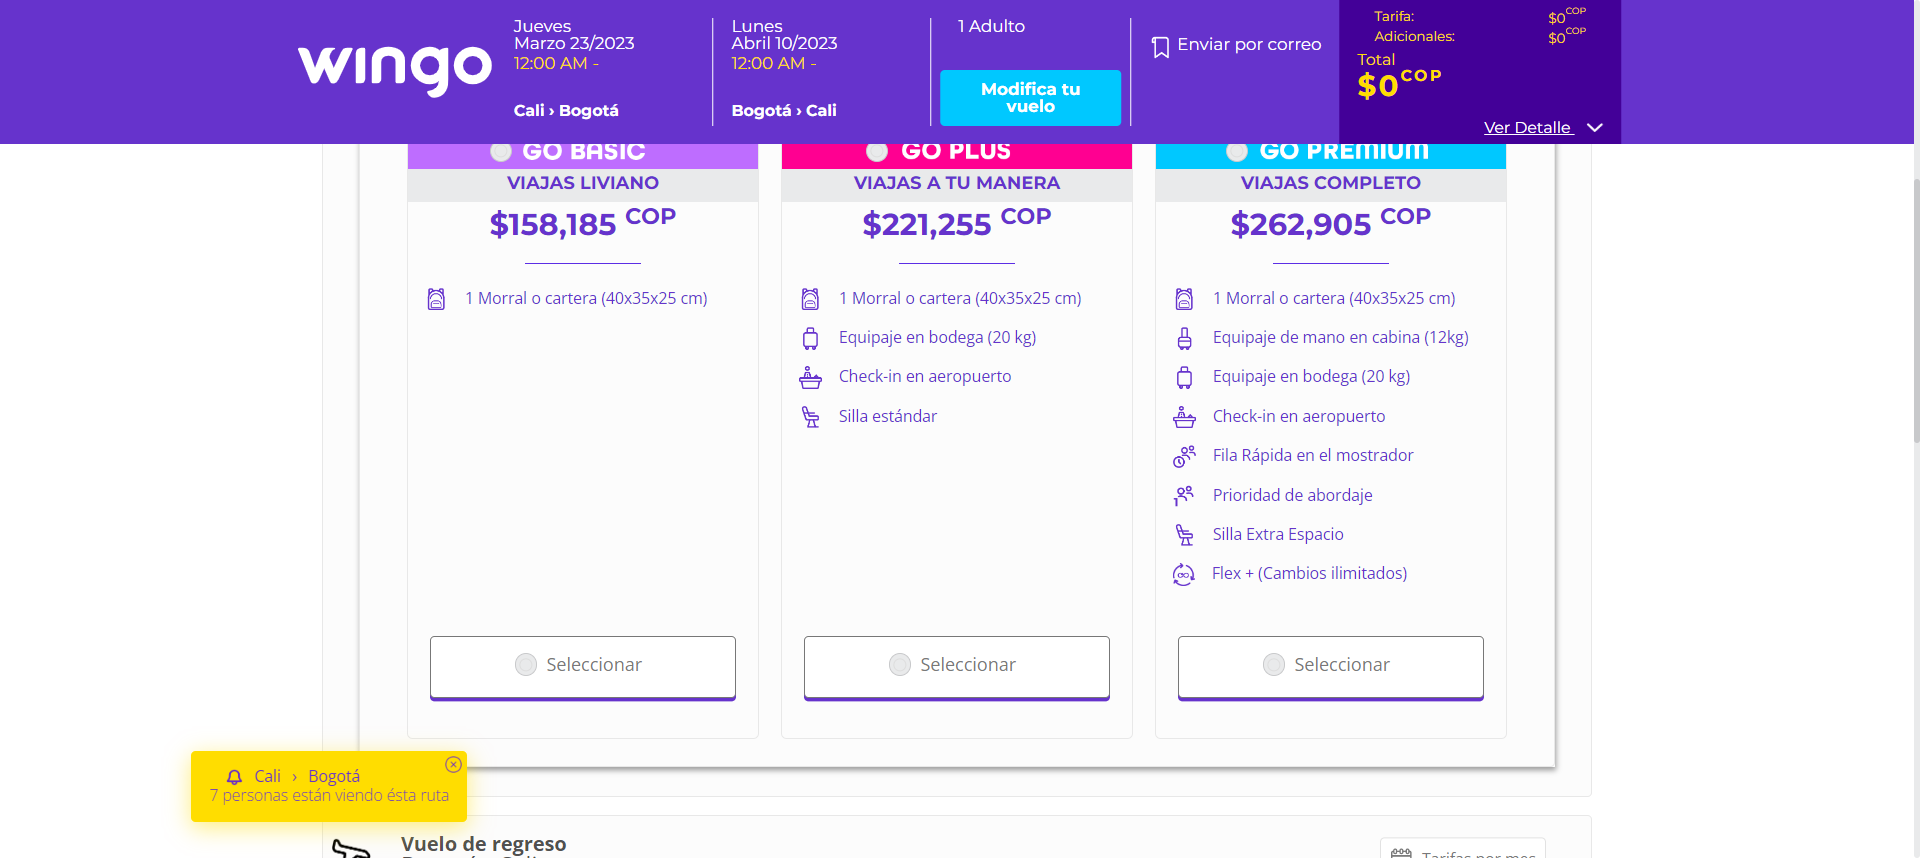 wingo
Jueves
Marzo 23/2023
12:00 AM -
Cali › Bogotá
Lunes
Abril 10/2023
12:00 AM -
Bogotá › Cali
1 Adulto
Modifica tu
vuelo
Enviar por correo
Tarifa: $0 COP
Adicionales: $0 COP
Total
$0 COP
Ver Detalle
GO BASIC
VIAJAS LIVIANO
$158,185 COP
1 Morral o cartera (40x35x25 cm)
Seleccionar
GO PLUS
VIAJAS A TU MANERA
$221,255 COP
1 Morral o cartera (40x35x25 cm)
Equipaje en bodega (20 kg)
Check-in en aeropuerto
Silla estándar
Seleccionar
GO PREMIUM
VIAJAS COMPLETO
$262,905 COP
1 Morral o cartera (40x35x25 cm)
Equipaje de mano en cabina (12kg)
Equipaje en bodega (20 kg)
Check-in en aeropuerto
Fila Rápida en el mostrador
Prioridad de abordaje
Silla Extra Espacio
Flex + (Cambios ilimitados)
Seleccionar
Cali › Bogotá
7 personas están viendo ésta ruta
Vuelo de regreso
Tarifas por mes